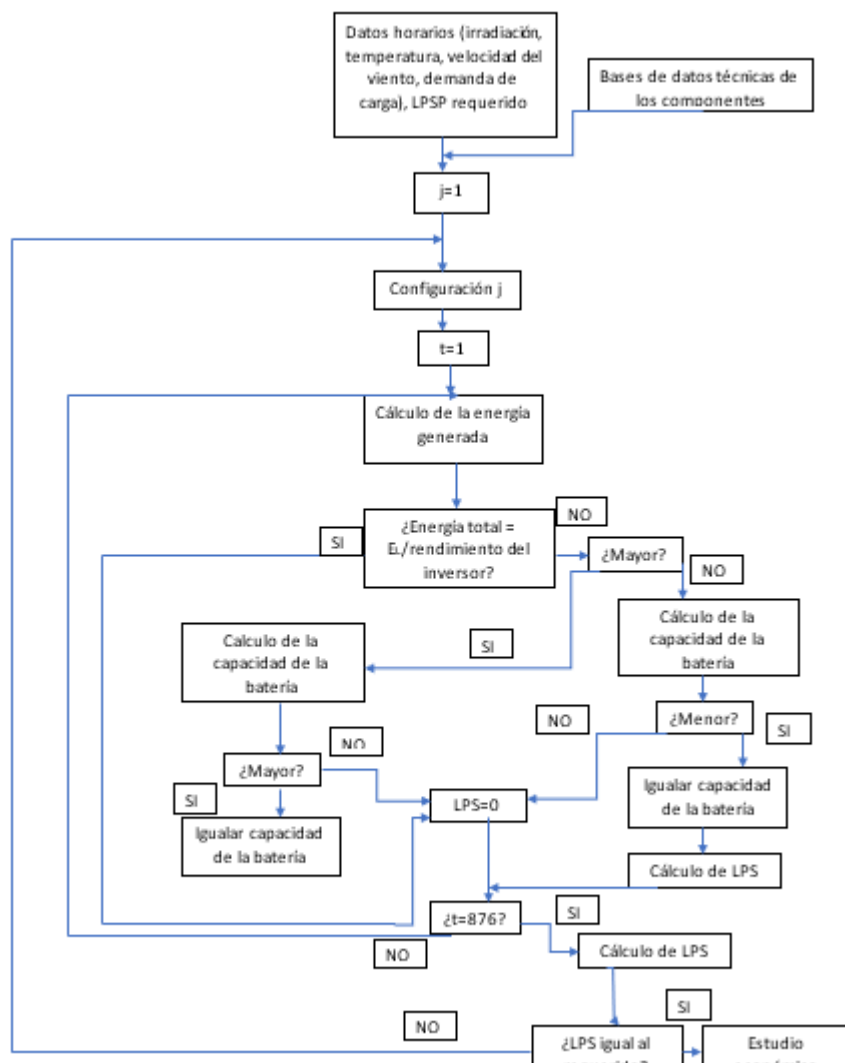 Datos horarios (irradiación,
temperatura, velocidad del
viento, demanda de
carga), LPSP requerido
Bases de datos técnicas de
los componentes
j=1
Configuración j
t=1
Cálculo de la energía
generada
NO
SI
¿Energía total =
EL/rendimiento del
inversor?
¿Mayor?
NO
Cálculo de la
capacidad de la
batería
Calculo de la
capacidad de la
batería
SI
NO
¿Menor?
SI
NO
¿Mayor?
SI
LPS=0
Igualar capacidad
de la batería
Igualar capacidad
de la batería
Cálculo de LPS
¿t=876?
SI
NO
Cálculo de LPS
SI
NO
¿LPS igual al
Estudio